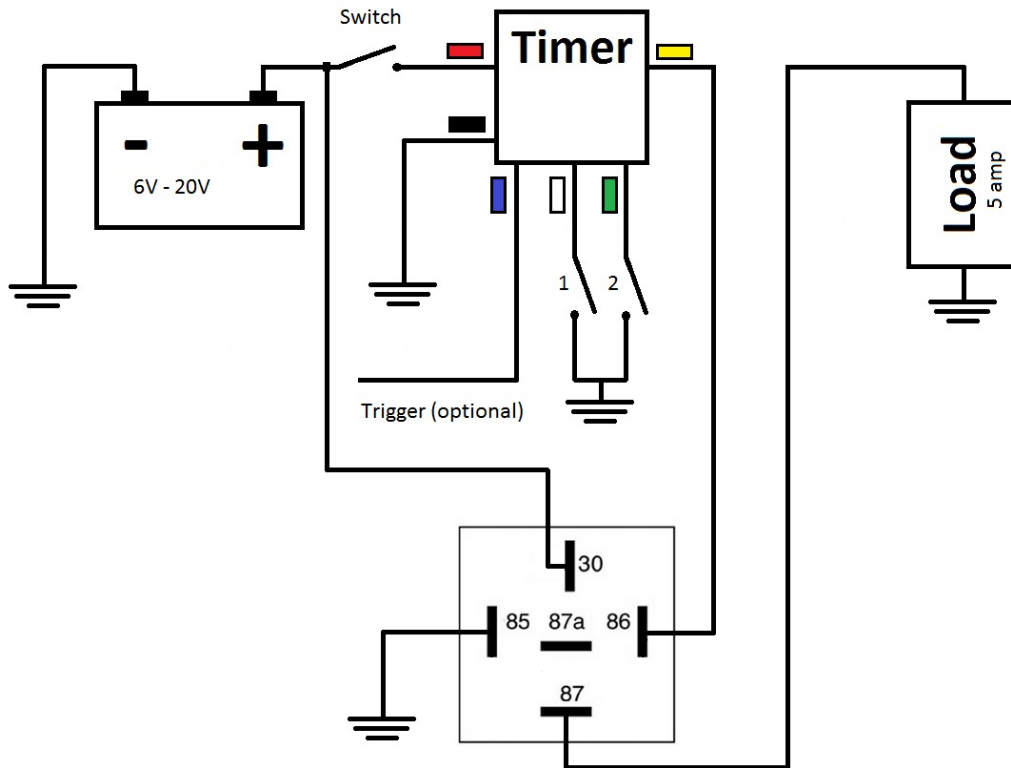 Switch
Timer
- +
6V - 20V
Load
5 amp
1 2
Trigger (optional)
30
85 87a 86
87